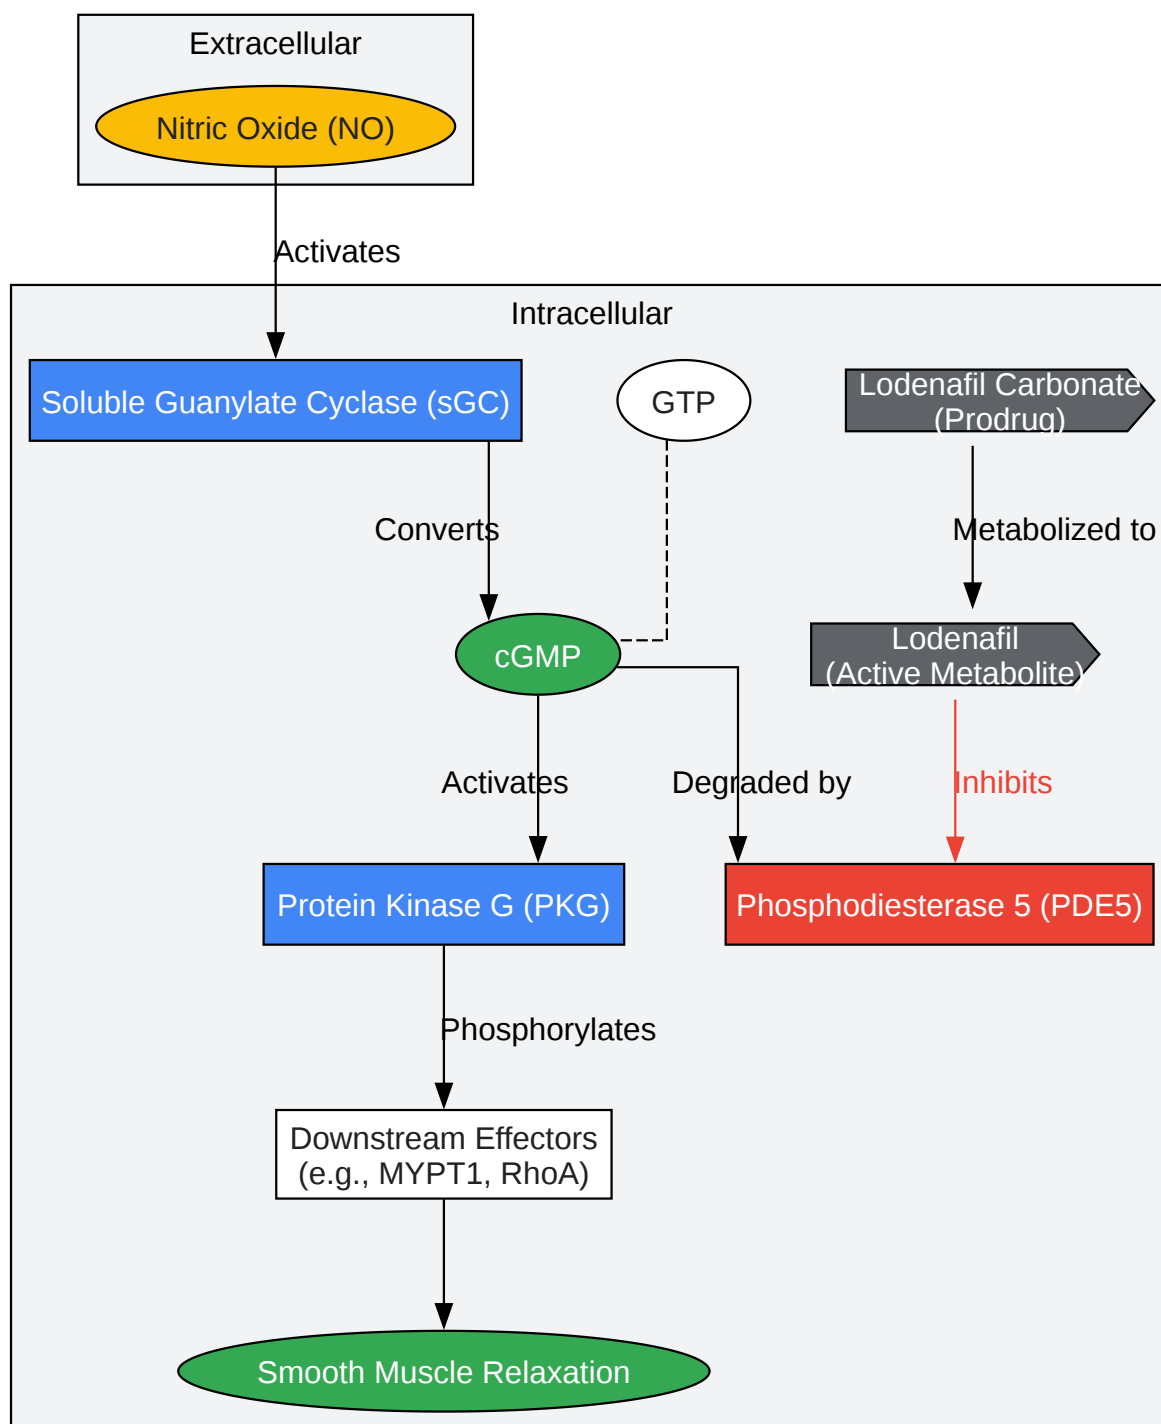 Extracellular
Nitric Oxide (NO)
Activates
Intracellular
Soluble Guanylate Cyclase (sGC)
GTP
Lodenafil Carbonate
(Prodrug)
Converts
Metabolized to
cGMP
Lodenafil
(Active Metabolite)
Activates
Degraded by
Inhibits
Protein Kinase G (PKG)
Phosphodiesterase 5 (PDE5)
Phosphorylates
Downstream Effectors
(e.g., MYPT1, RhoA)
Smooth Muscle Relaxation